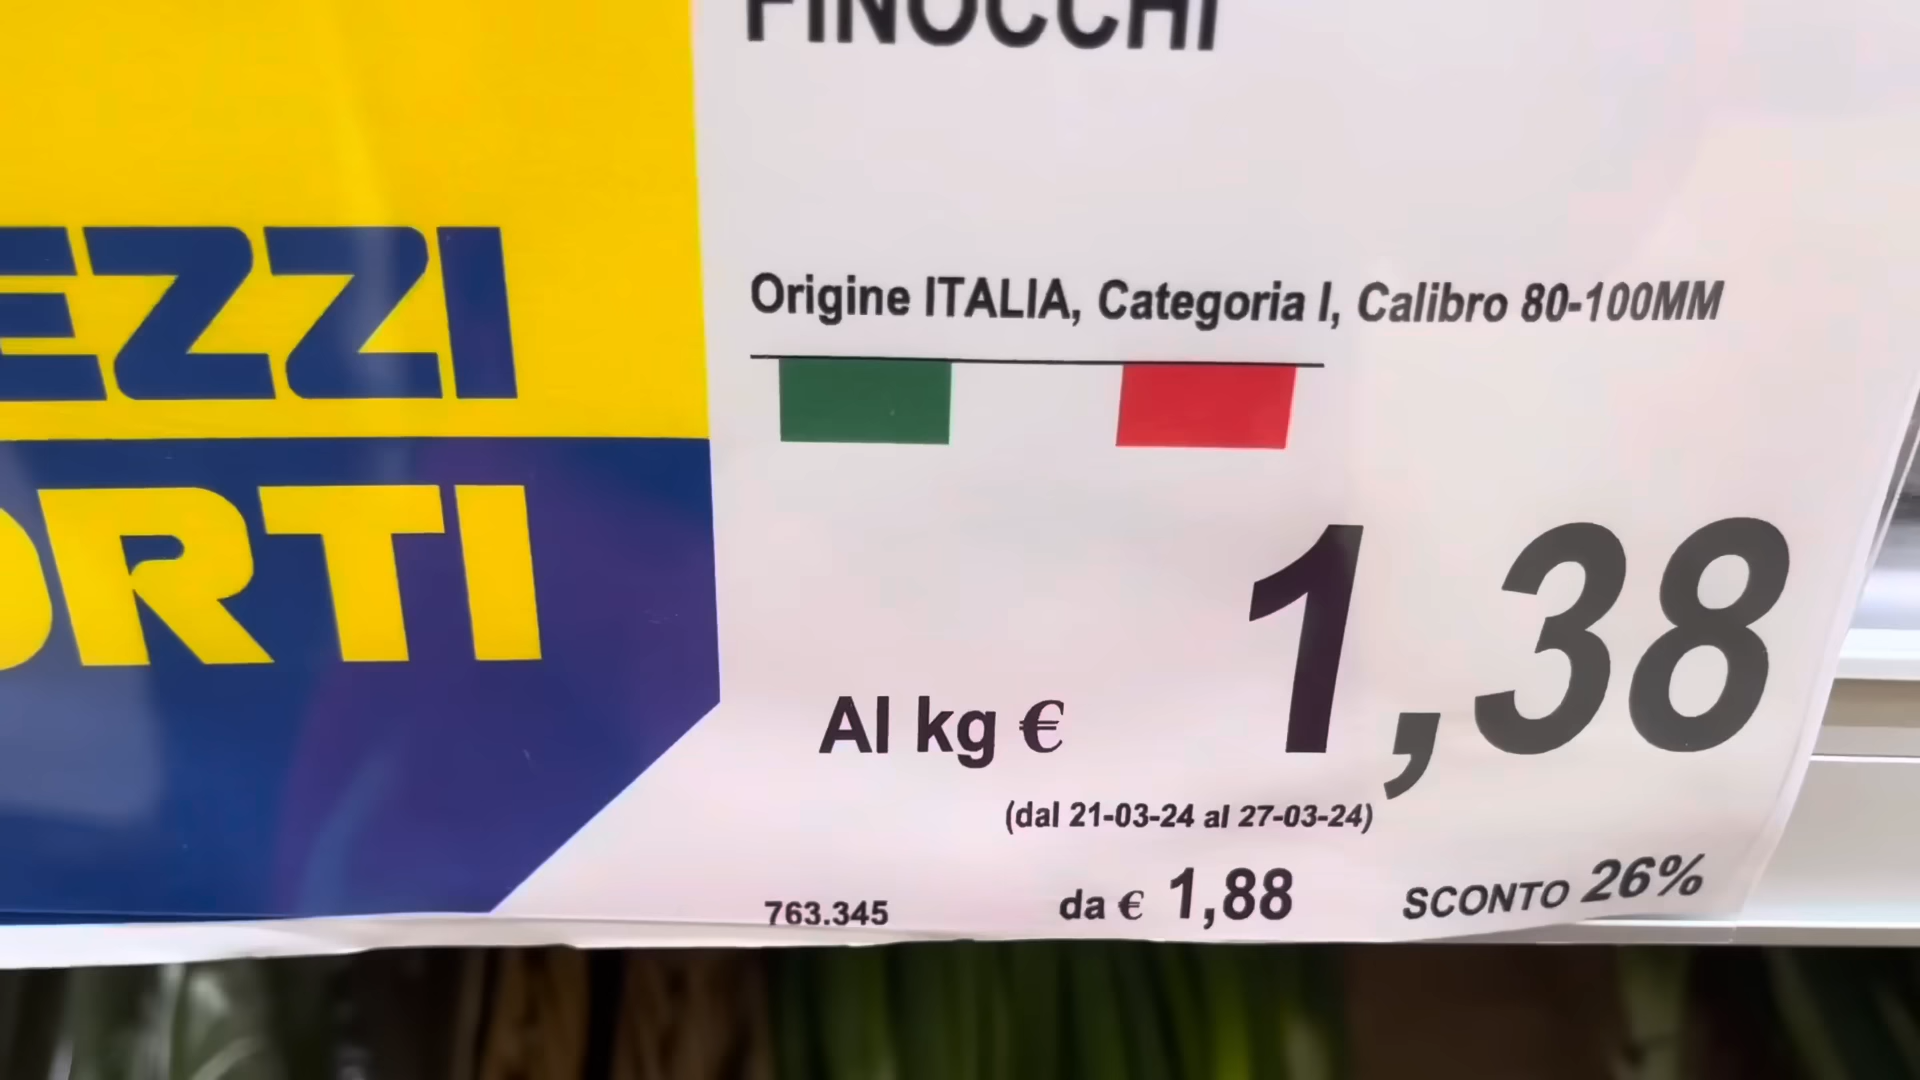 EZZI
ORTI
FINOCCHI
Origine ITALIA, Categoria I, Calibro 80-100MM
Al kg € 1,38
(dal 21-03-24 al 27-03-24)
763.345 da € 1,88 SCONTO 26%